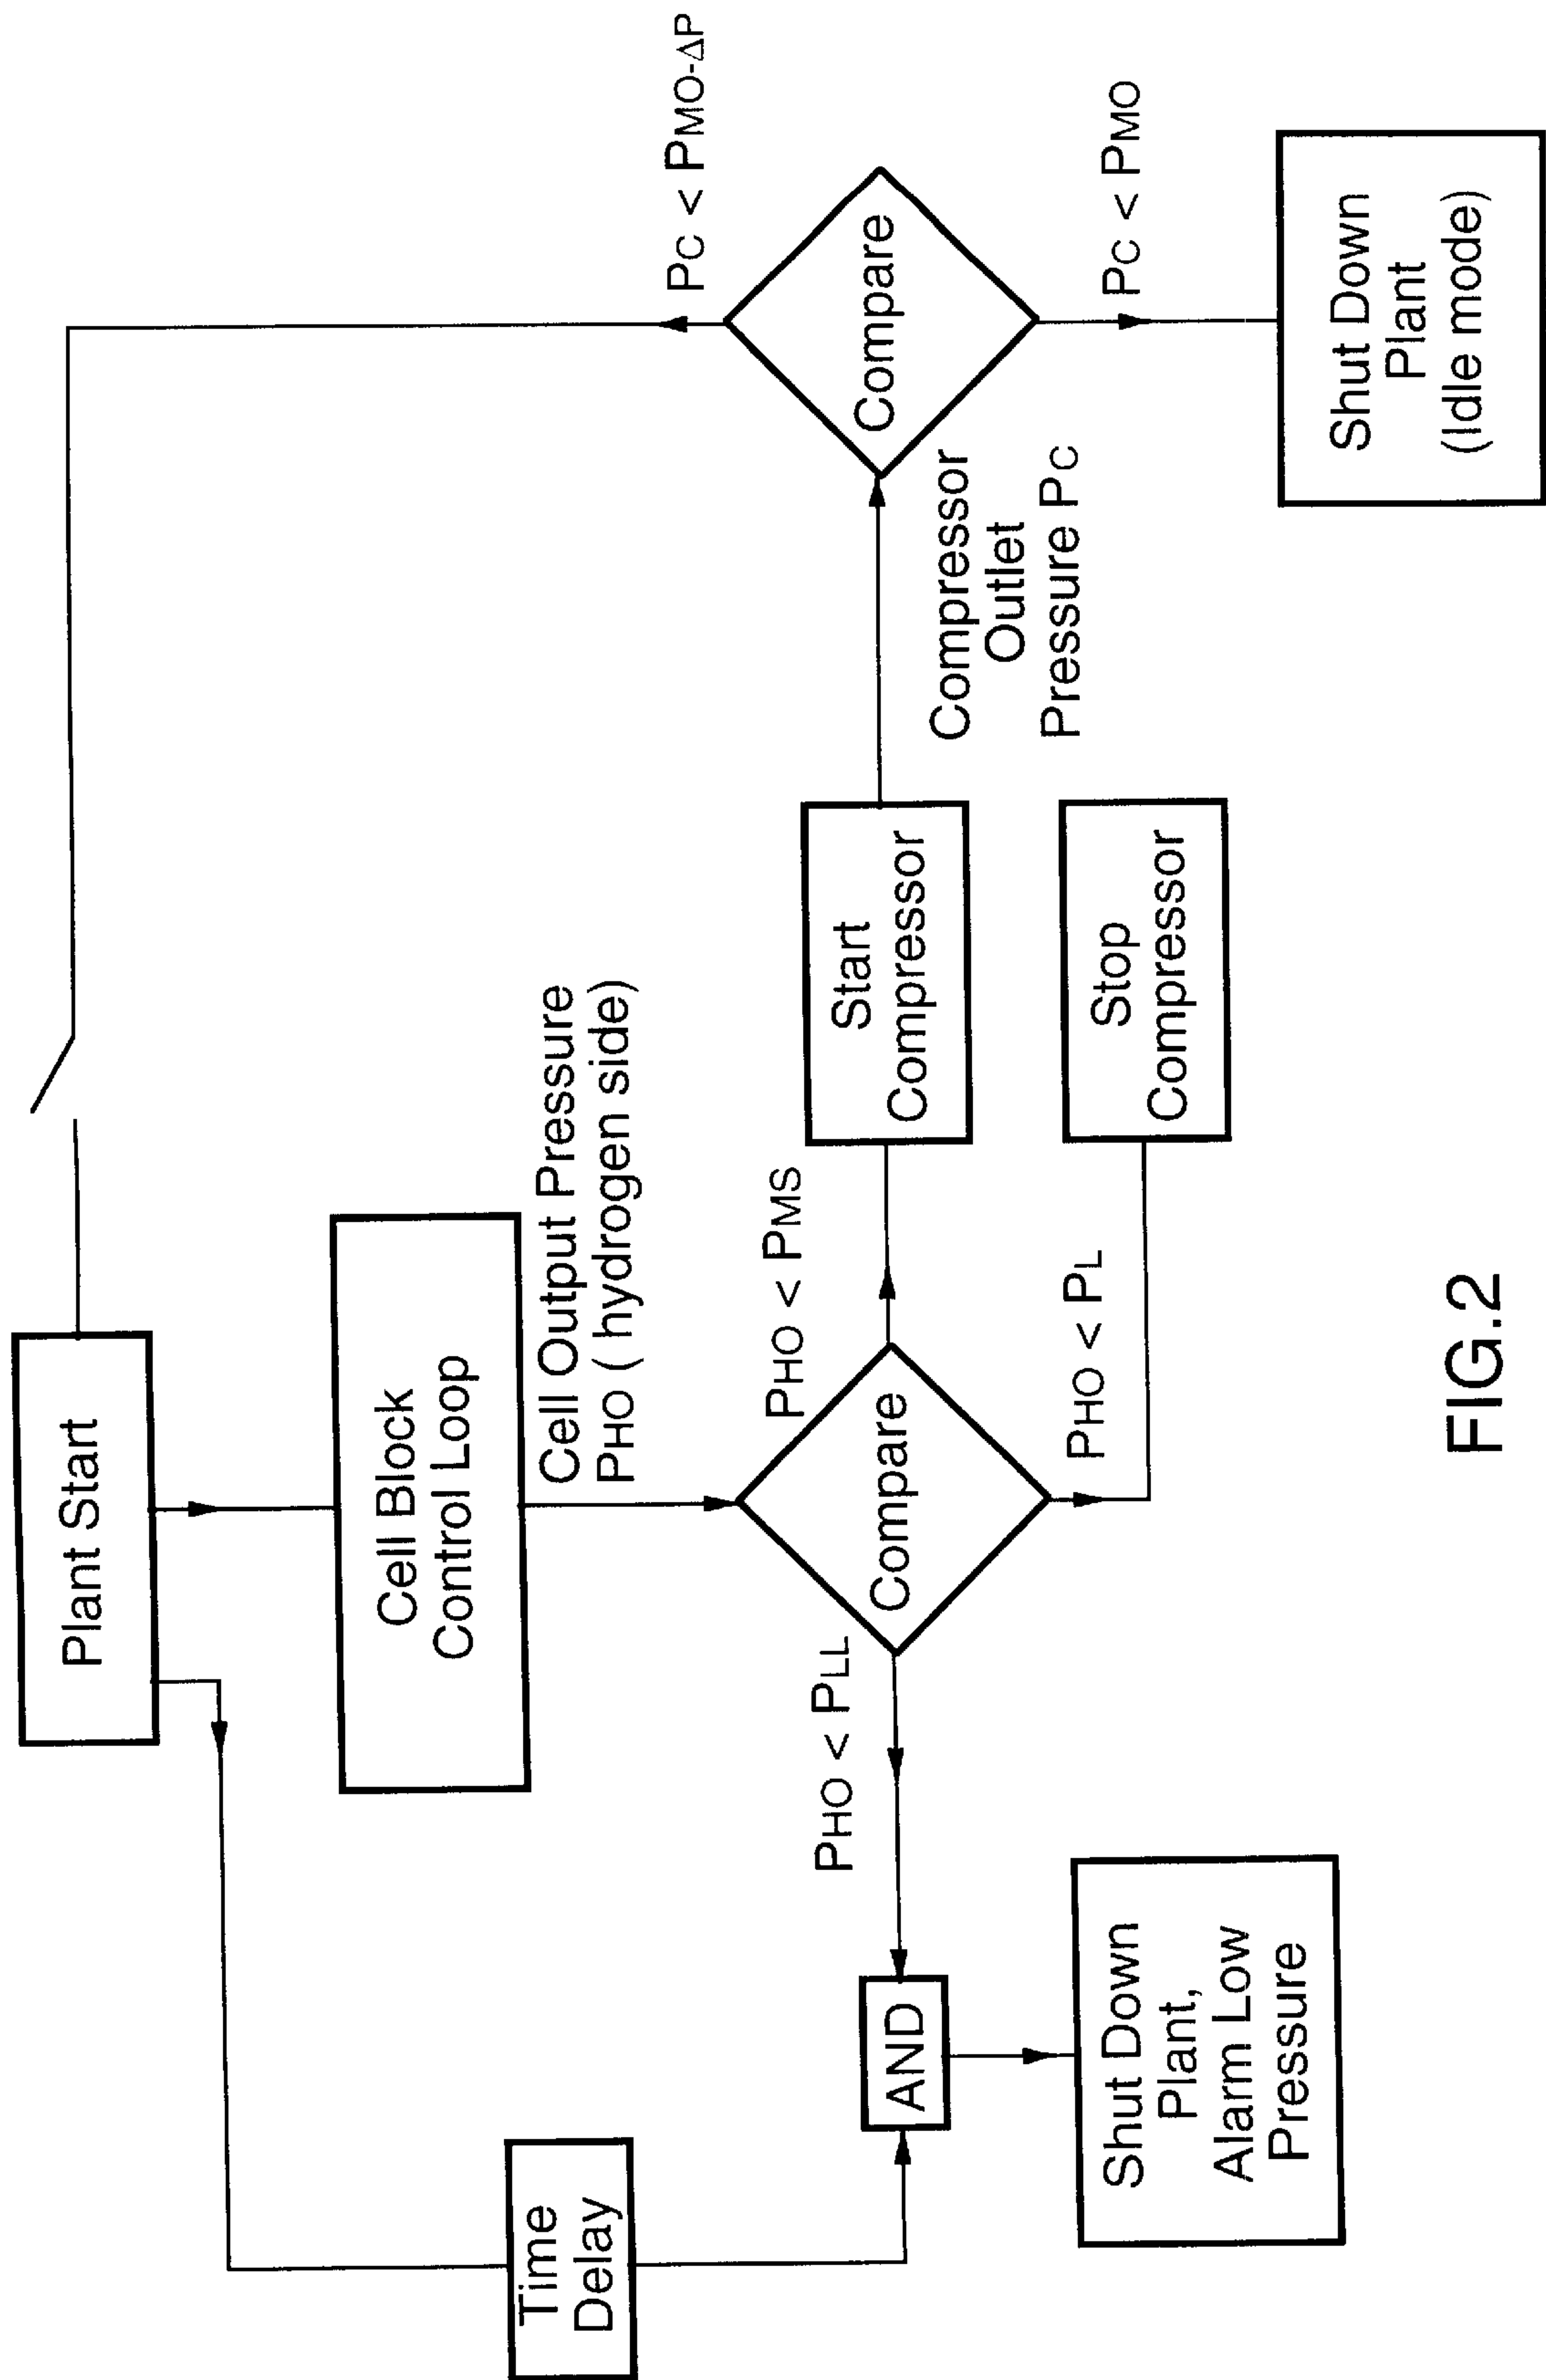 Plant Start
Cell Block
Control Loop
Cell Output Pressure
PHO ( hydrogen side)
Time
Delay
AND
Shut Down
Plant,
Alarm Low
Pressure
PHO < PLL
Compare
PHO < PMS
PHO < PL
Start
Compressor
Stop
Compressor
Compressor
Outlet
Pressure PC
Compare
PC < PMO-ΔP
PC < PMO
Shut Down
Plant
(Idle mode)
FIG.2